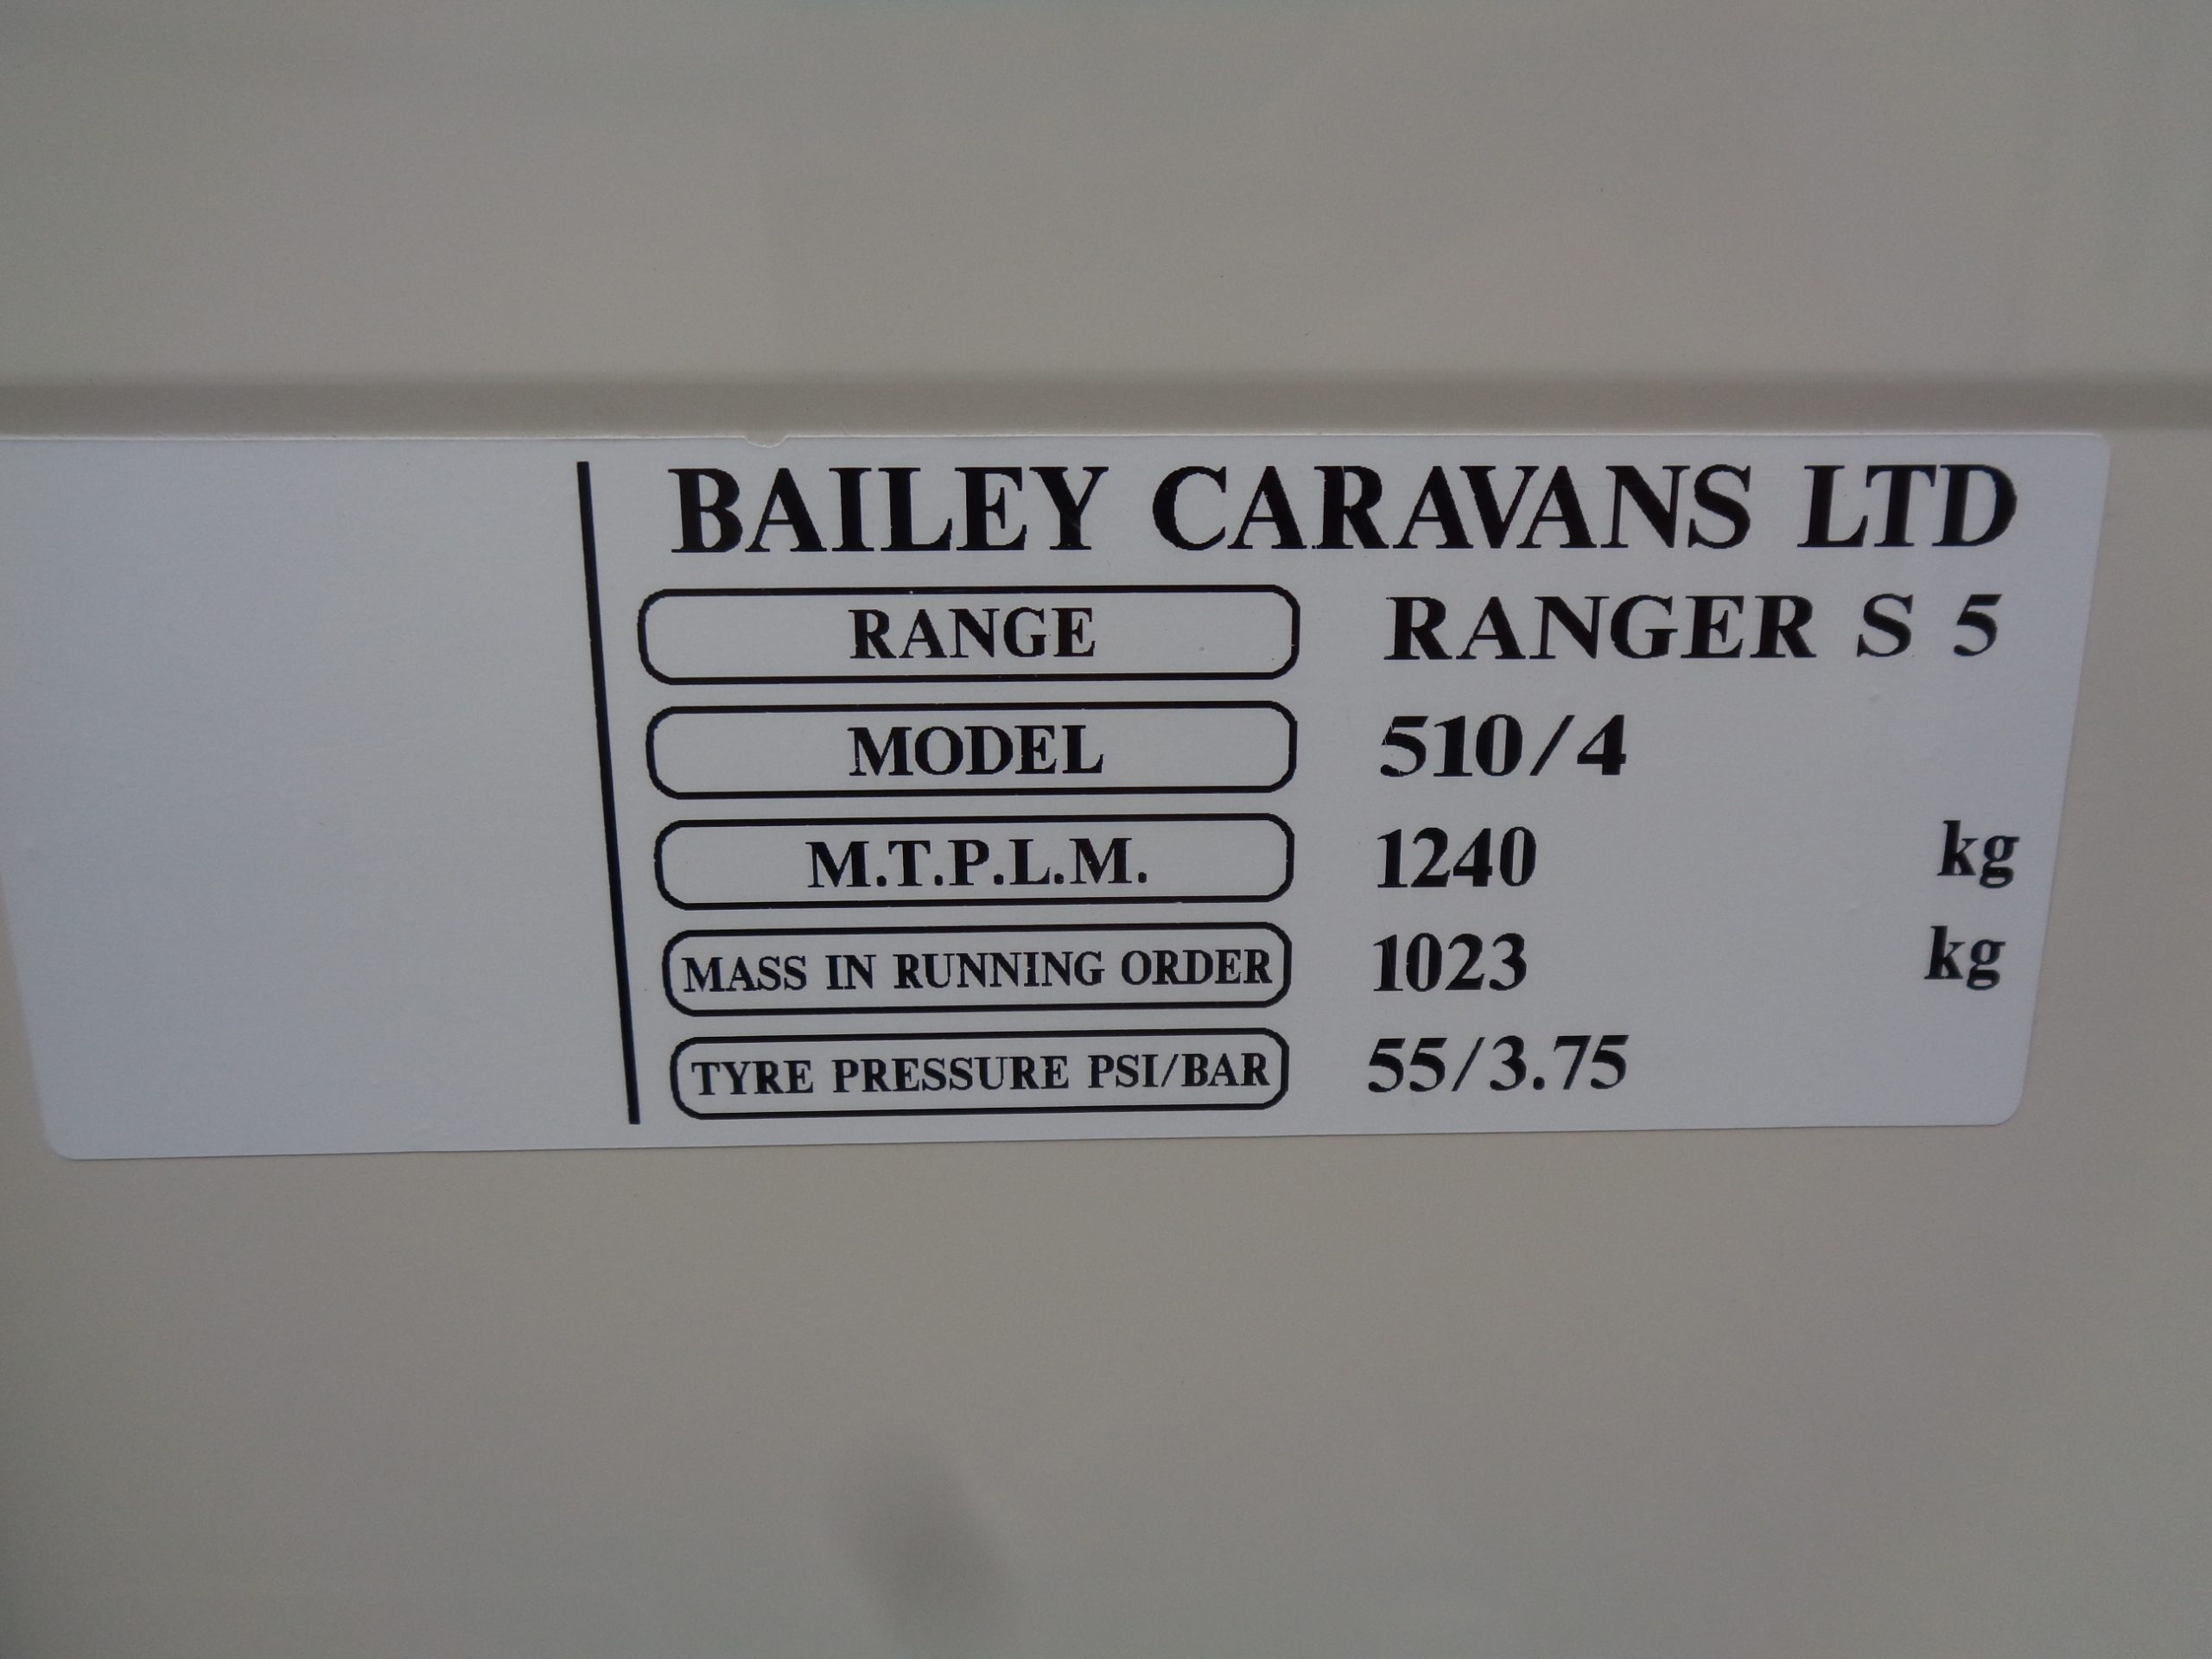 BAILEY CARAVANS LTD
RANGE RANGER S 5
MODEL 510/4
M.T.P.L.M. 1240 kg
MASS IN RUNNING ORDER 1023 kg
TYRE PRESSURE PSI/BAR 55/3.75